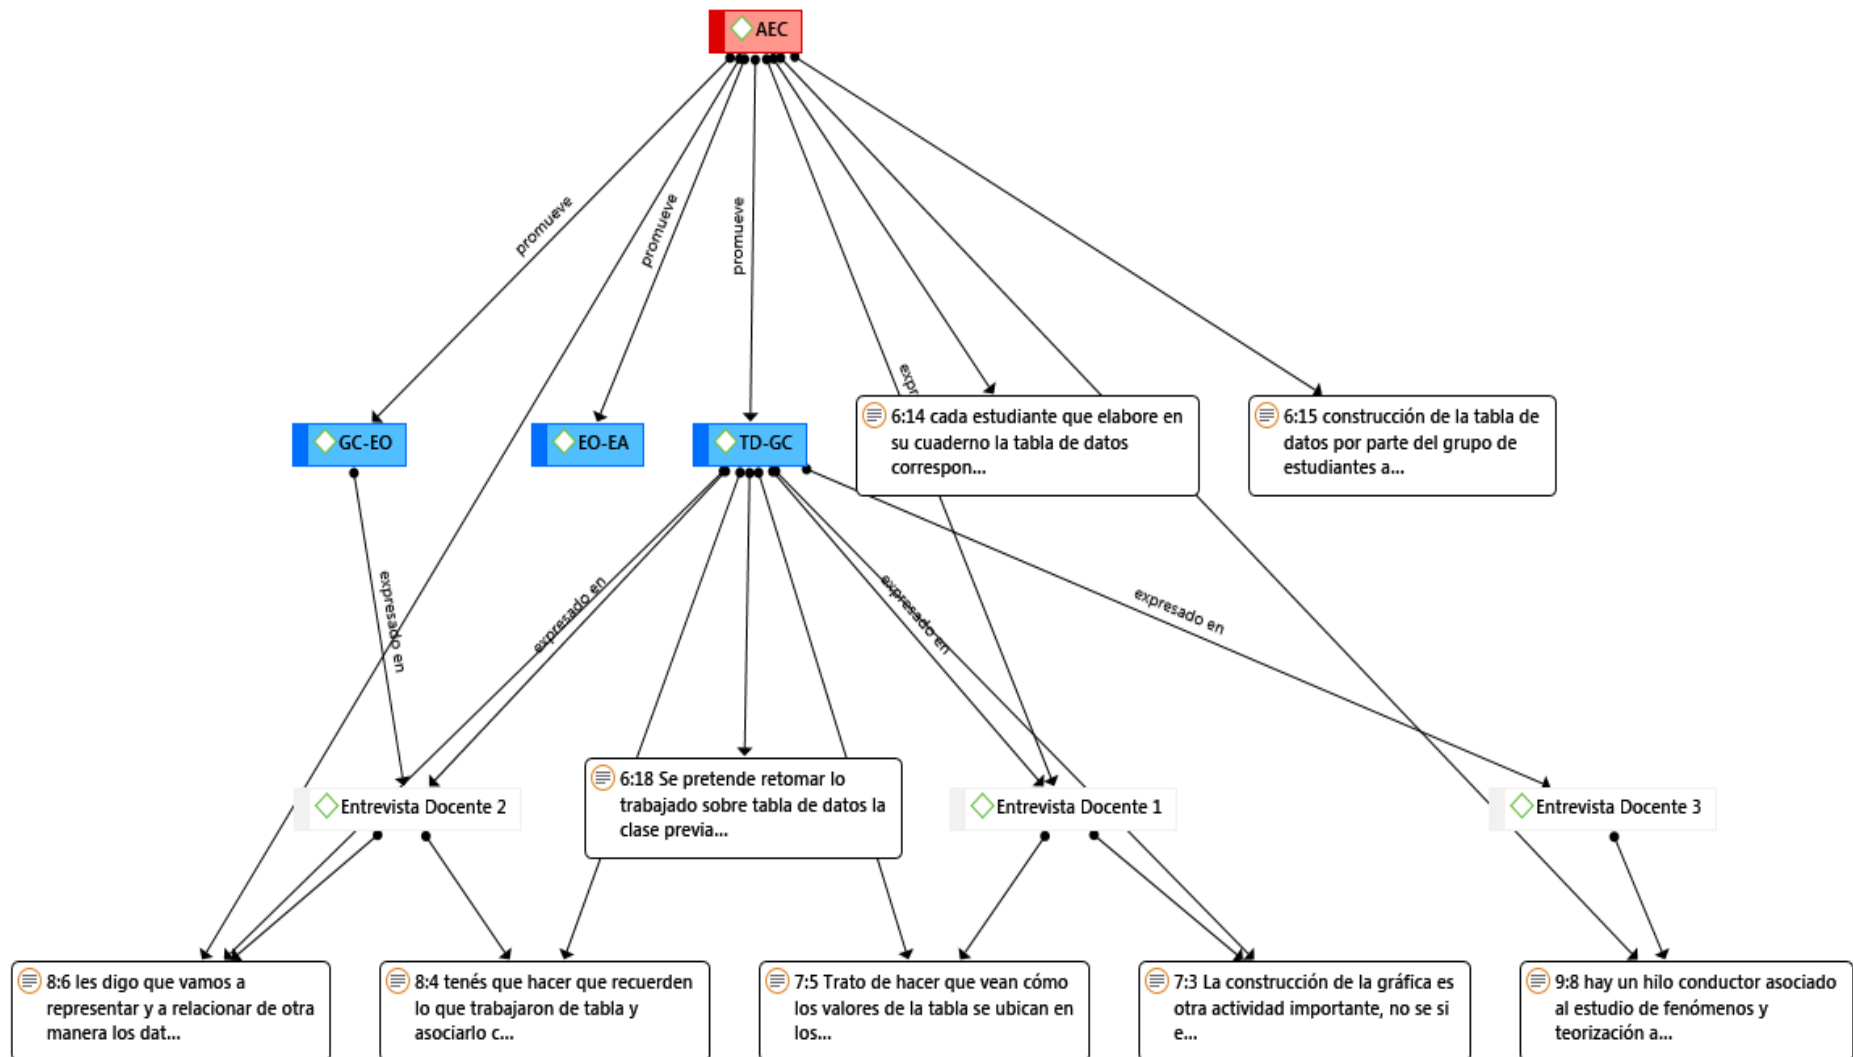 AEC
promueve
promueve
promueve
expr
GC-EO
EO-EA
TD-GC
6:14 cada estudiante que elabore en
su cuaderno la tabla de datos
correspon...
6:15 construcción de la tabla de
datos por parte del grupo de
estudiantes a...
expresado en
expresado en
expresado en
expresado en
6:18 Se pretende retomar lo
trabajado sobre tabla de datos la
clase previa...
Entrevista Docente 2
Entrevista Docente 1
Entrevista Docente 3
8:6 les digo que vamos a
representar y a relacionar de otra
manera los dat...
8:4 tenés que hacer que recuerden
lo que trabajaron de tabla y
asociarlo c...
7:5 Trato de hacer que vean cómo
los valores de la tabla se ubican en
los...
7:3 La construcción de la gráfica es
otra actividad importante, no se si
e...
9:8 hay un hilo conductor asociado
al estudio de fenómenos y
teorización a...